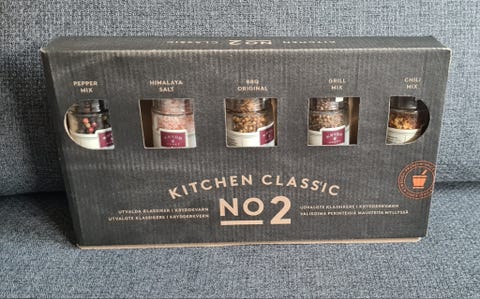 KITCHEN NO2 CLASSIC
PEPPER MIX
HIMALAYA SALT
BBQ ORIGINAL
GRILL MIX
CHILI MIX
KITCHEN CLASSIC
NO2
UTVALDA KLASSIKER I KRYDDKVARN
UTVALGTE KLASSIKERE I KRYDDERKVERN
UDVALGTE KLASSIKERE I KRYDDERKVÆRN
VALIKOIMA PERINTEISIÄ MAUSTEITA MYLLYSSÄ